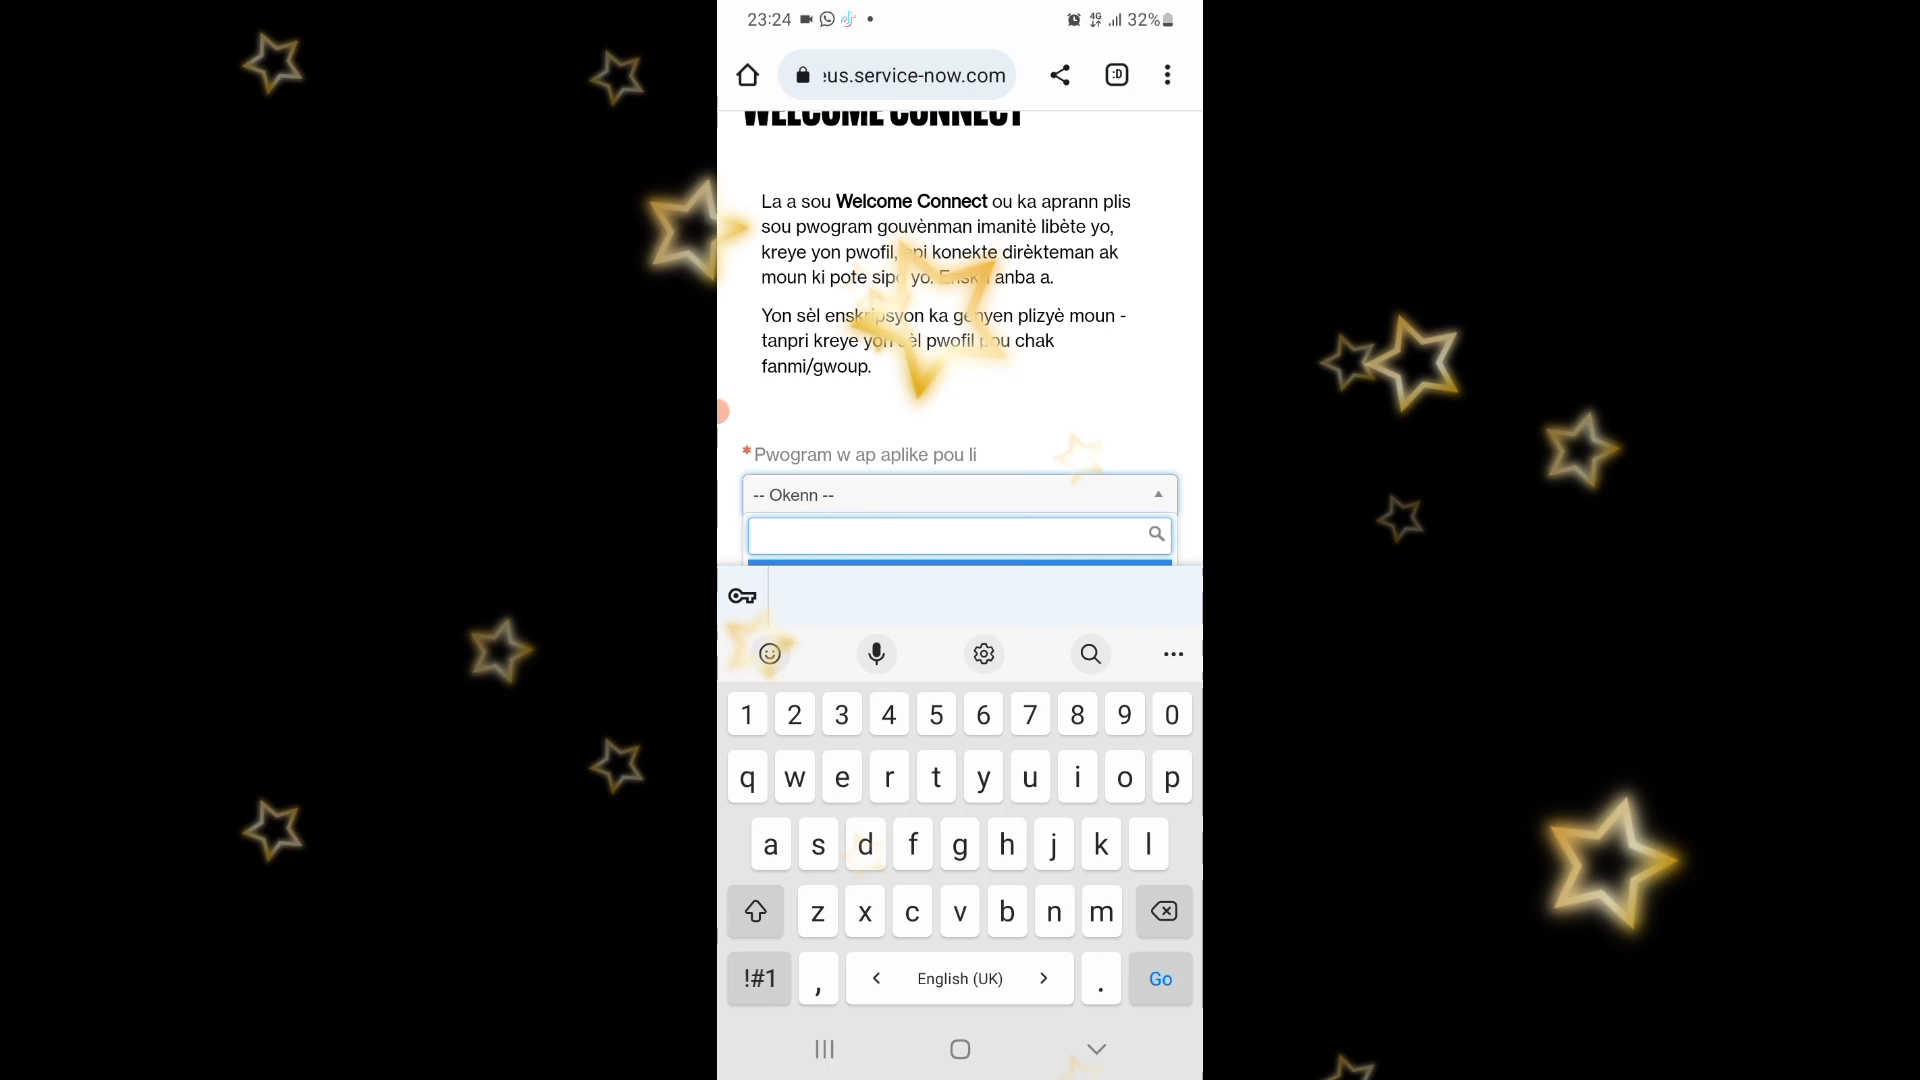 23:24
4G 32%
:us.service-now.com
:D
WELCOME CONNECT
La a sou Welcome Connect ou ka aprann plis
sou pwogram gouvènman imanitè libète yo,
kreye yon pwofil, epi konekte dirèkteman ak
moun ki pote sipò yo. Enskri anba a.
Yon sèl enskripsyon ka genyen plizyè moun -
tanpri kreye yon sèl pwofil pou chak
fanmi/gwoup.
* Pwogram w ap aplike pou li
-- Okenn --
1 2 3 4 5 6 7 8 9 0
q w e r t y u i o p
a s d f g h j k l
z x c v b n m
!#1 , < English (UK) > . Go